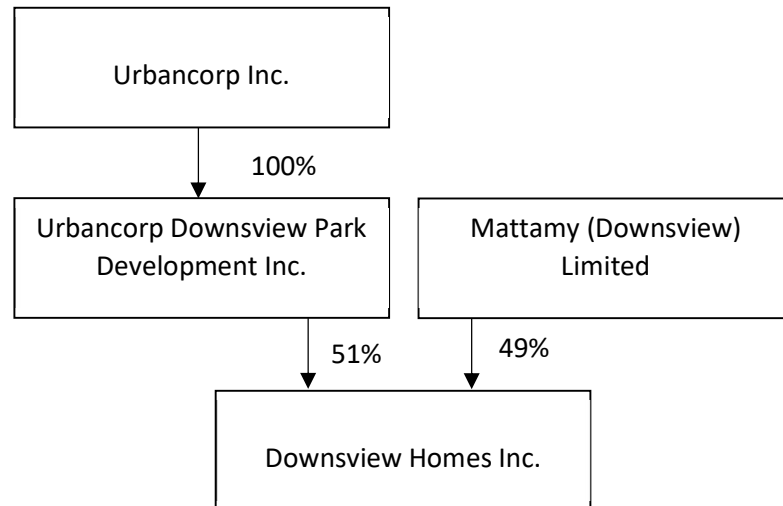 Urbancorp Inc.
100%
Urbancorp Downsview Park
Development Inc.
Mattamy (Downsview)
Limited
51%
49%
Downsview Homes Inc.